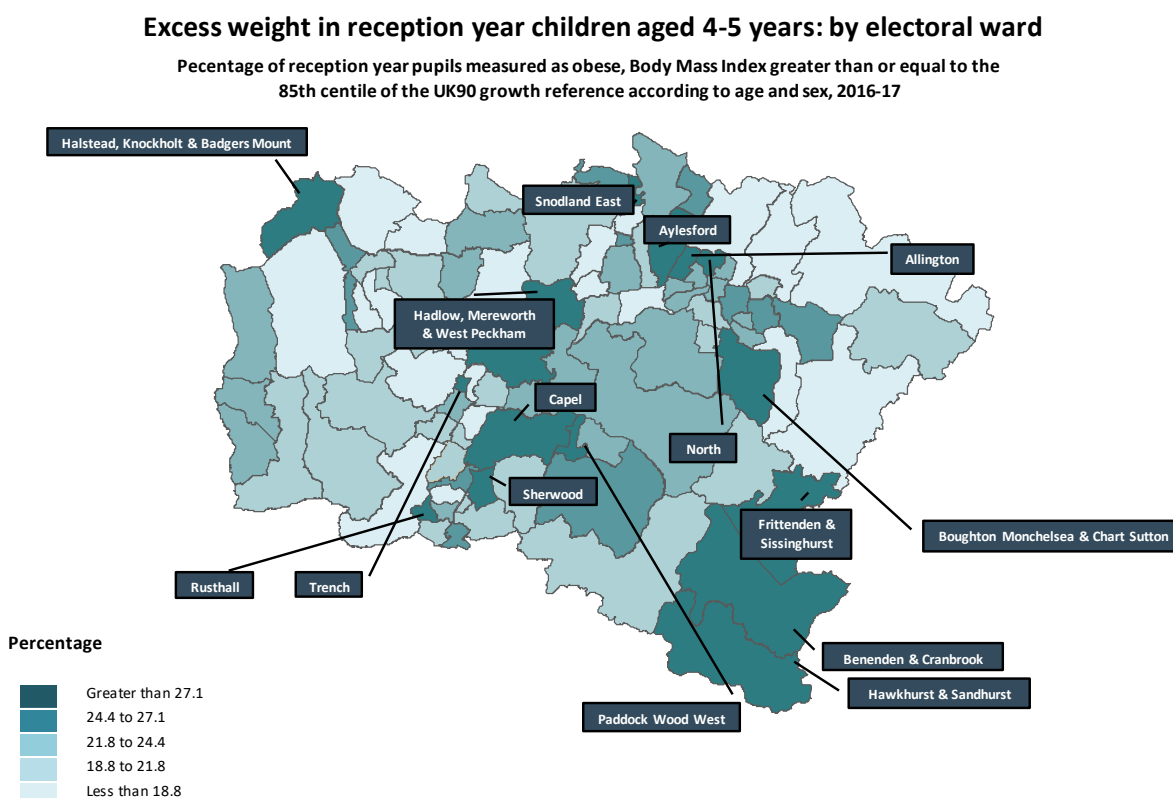 Excess weight in reception year children aged 4-5 years: by electoral ward
Pecentage of reception year pupils measured as obese, Body Mass Index greater than or equal to the
85th centile of the UK90 growth reference according to age and sex, 2016-17
Halstead, Knockholt & Badgers Mount
Snodland East
Aylesford
Allington
Hadlow, Mereworth
& West Peckham
Capel
North
Sherwood
Frittenden &
Sissinghurst
Boughton Monchelsea & Chart Sutton
Rusthall
Trench
Benenden & Cranbrook
Hawkhurst & Sandhurst
Paddock Wood West
Percentage
Greater than 27.1
24.4 to 27.1
21.8 to 24.4
18.8 to 21.8
Less than 18.8